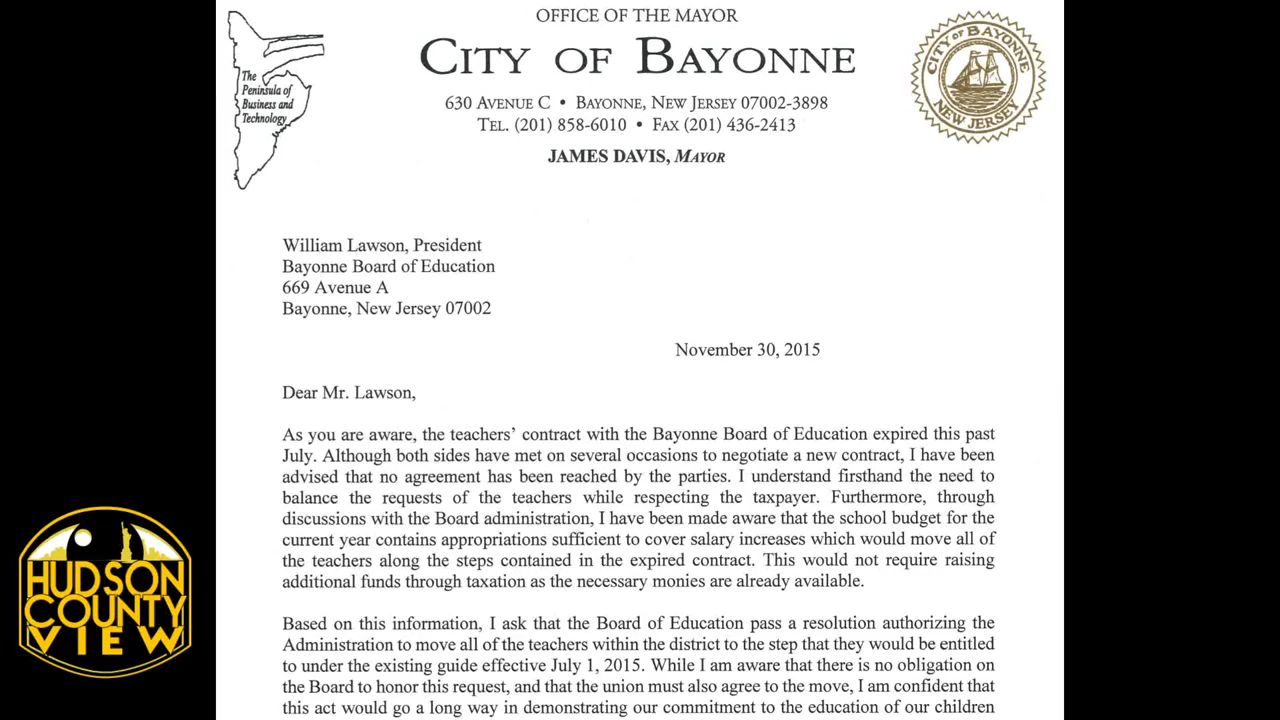 OFFICE OF THE MAYOR
CITY OF BAYONNE
630 AVENUE C • BAYONNE, NEW JERSEY 07002-3898
TEL. (201) 858-6010 • FAX (201) 436-2413
JAMES DAVIS, MAYOR
The
Peninsula of
Business and
Technology
CITY OF BAYONNE
NEW JERSEY
William Lawson, President
Bayonne Board of Education
669 Avenue A
Bayonne, New Jersey 07002
November 30, 2015
Dear Mr. Lawson,
As you are aware, the teachers’ contract with the Bayonne Board of Education expired this past
July. Although both sides have met on several occasions to negotiate a new contract, I have been
advised that no agreement has been reached by the parties. I understand firsthand the need to
balance the requests of the teachers while respecting the taxpayer. Furthermore, through
discussions with the Board administration, I have been made aware that the school budget for the
current year contains appropriations sufficient to cover salary increases which would move all of
the teachers along the steps contained in the expired contract. This would not require raising
additional funds through taxation as the necessary monies are already available.
Based on this information, I ask that the Board of Education pass a resolution authorizing the
Administration to move all of the teachers within the district to the step that they would be entitled
to under the existing guide effective July 1, 2015. While I am aware that there is no obligation on
the Board to honor this request, and that the union must also agree to the move, I am confident that
this act would go a long way in demonstrating our commitment to the education of our children
HUDSON
COUNTY
VIEW